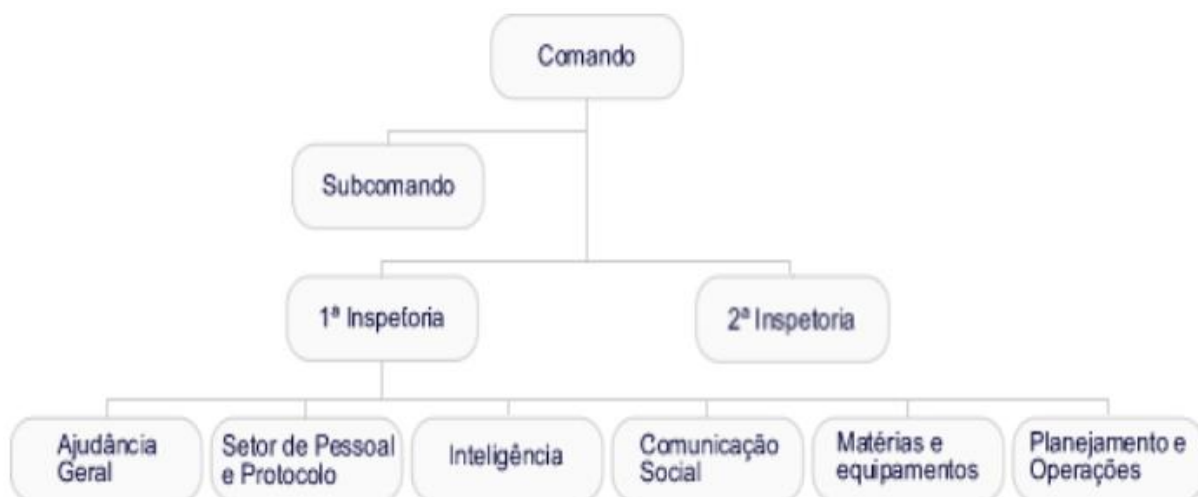 Comando
Subcomando
1ª Inspetoria
2ª Inspetoria
Ajudância
Geral
Setor de Pessoal
e Protocolo
Inteligência
Comunicação
Social
Matérias e
equipamentos
Planejamento e
Operações